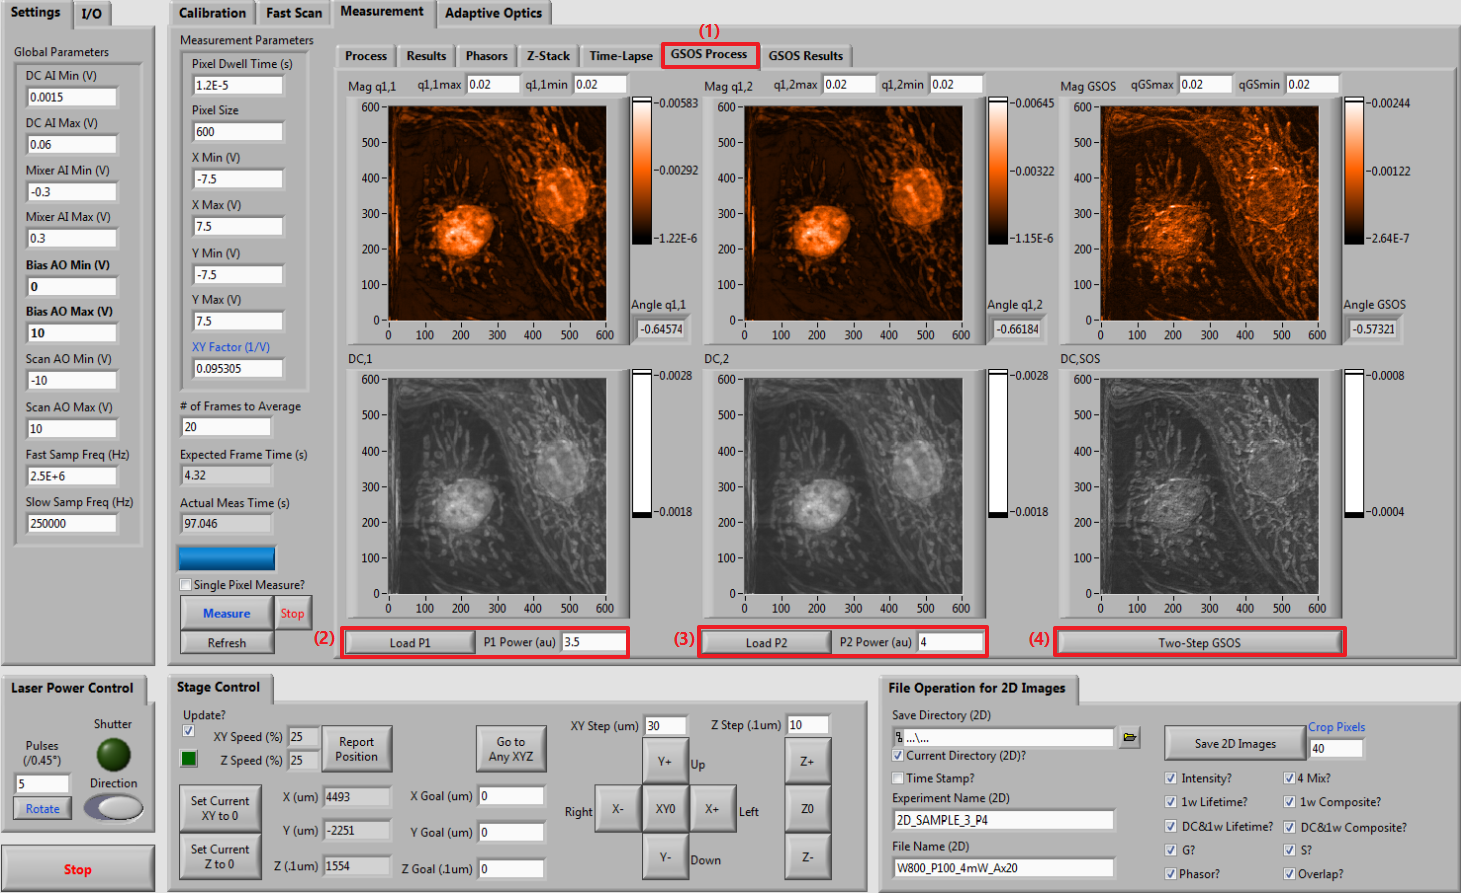 Settings
I/O
Global Parameters
DC AI Min (V)
0.0015
DC AI Max (V)
0.06
Mixer AI Min (V)
-0.3
Mixer AI Max (V)
0.3
Bias AO Min (V)
0
Bias AO Max (V)
10
Scan AO Min (V)
-10
Scan AO Max (V)
10
Fast Samp Freq (Hz)
2.5E+6
Slow Samp Freq (Hz)
250000
Calibration
Fast Scan
Measurement
Adaptive Optics
Measurement Parameters
Pixel Dwell Time (s)
1.2E-5
Pixel Size
600
X Min (V)
-7.5
X Max (V)
7.5
Y Min (V)
-7.5
Y Max (V)
7.5
XY Factor (1/V)
0.095305
# of Frames to Average
20
Expected Frame Time (s)
4.32
Actual Meas Time (s)
97.046
Single Pixel Measure?
Measure
Stop
Refresh
(1)
Process
Results
Phasors
Z-Stack
Time-Lapse
GSOS Process
GSOS Results
Mag q1,1
q1,1max
0.02
q1,1min
0.02
600
500
400
300
200
100
0
0 100 200 300 400 500 600
0.00583
0.00292
1.22E-6
Angle q1,1
-0.64574
Mag q1,2
q1,2max
0.02
q1,2min
0.02
600
500
400
300
200
100
0
0 100 200 300 400 500 600
0.00645
0.00322
1.15E-6
Angle q1,2
-0.66184
Mag GSOS
qGSmax
0.02
qGSmin
0.02
600
500
400
300
200
100
0
0 100 200 300 400 500 600
0.00244
0.00122
2.64E-7
Angle GSOS
-0.57321
DC,1
600
500
400
300
200
100
0
0 100 200 300 400 500 600
0.0028
0.0018
DC,2
600
500
400
300
200
100
0
0 100 200 300 400 500 600
0.0028
0.0018
DC,SOS
600
500
400
300
200
100
0
0 100 200 300 400 500 600
0.0008
0.0004
(2)
Load P1
P1 Power (au)
3.5
(3)
Load P2
P2 Power (au)
4
(4)
Two-Step GSOS
Laser Power Control
Shutter
Pulses
(/0.45°)
5
Rotate
Direction
Stop
Stage Control
Update?
XY Speed (%)
25
Z Speed (%)
25
Report
Position
Set Current
XY to 0
Set Current
Z to 0
X (um)
4493
Y (um)
-2251
Z (.1um)
1554
Go to
Any XYZ
X Goal (um)
0
Y Goal (um)
0
Z Goal (.1um)
0
XY Step (um)
30
Z Step (.1um)
10
Y+
Up
Right
X-
XY0
X+
Left
Y-
Down
Z+
Z0
Z-
File Operation for 2D Images
Save Directory (2D)
...\...
Current Directory (2D)?
Time Stamp?
Experiment Name (2D)
2D_SAMPLE_3_P4
File Name (2D)
W800_P100_4mW_Ax20
Save 2D Images
Crop Pixels
40
Intensity?
4 Mix?
1w Lifetime?
1w Composite?
DC&1w Lifetime?
DC&1w Composite?
G?
S?
Phasor?
Overlap?